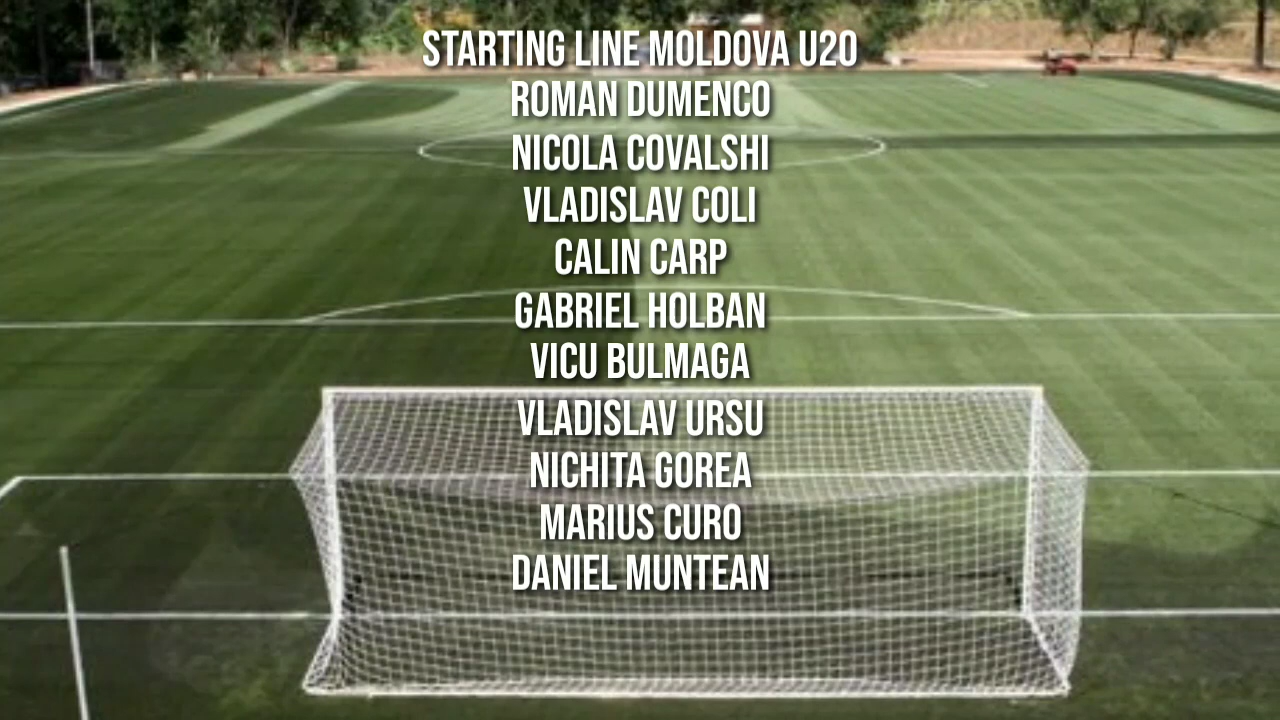 STARTING LINE MOLDOVA U20
ROMAN DUMENCO
NICOLA COVALSHI
VLADISLAV COLI
CALIN CARP
GABRIEL HOLBAN
VICU BULMAGA
VLADISLAV URSU
NICHITA GOREA
MARIUS CURO
DANIEL MUNTEAN